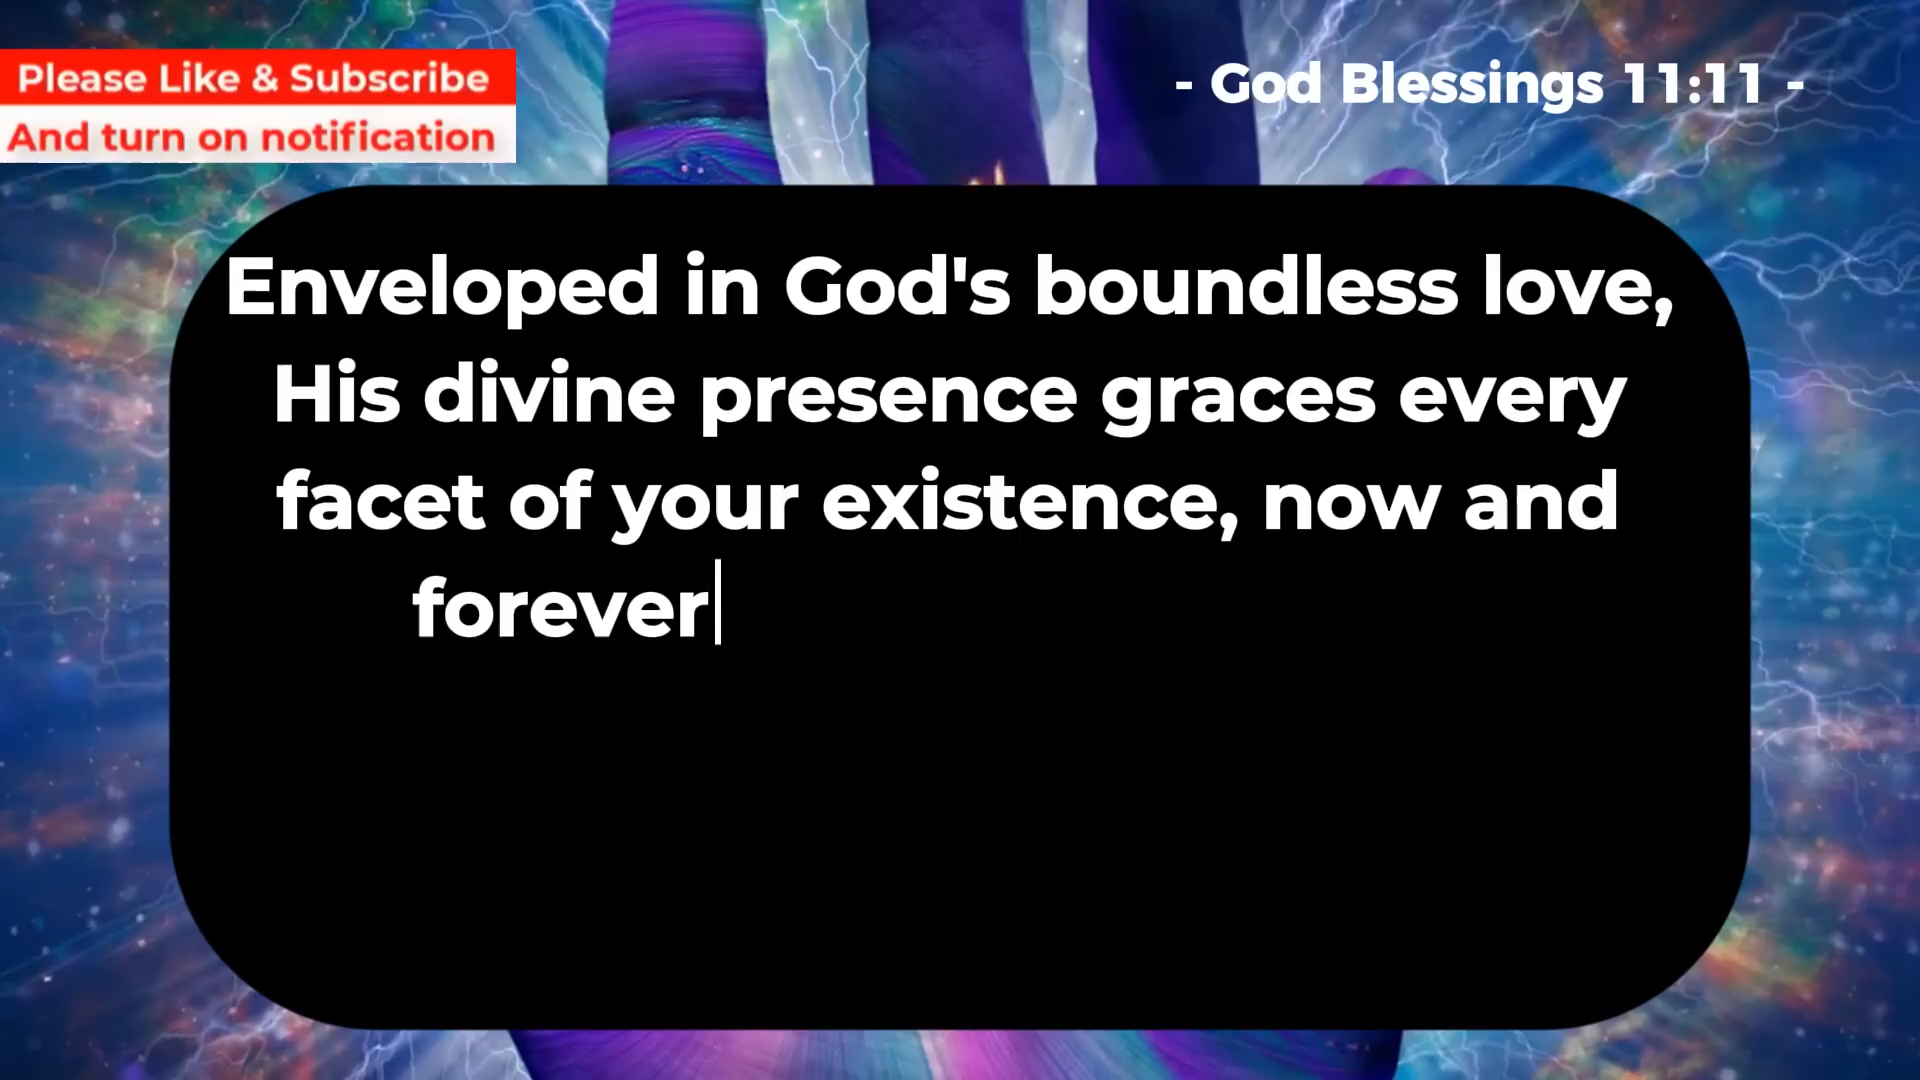 Please Like & Subscribe
And turn on notification
- God Blessings 11:11 -
Enveloped in God's boundless love,
His divine presence graces every
facet of your existence, now and
forever